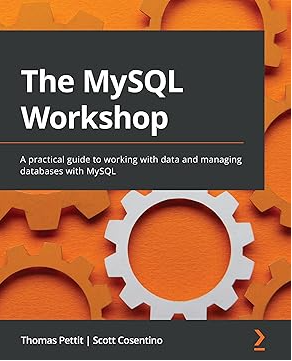 The MySQL
Workshop
A practical guide to working with data and managing
databases with MySQL
Thomas Pettit | Scott Cosentino